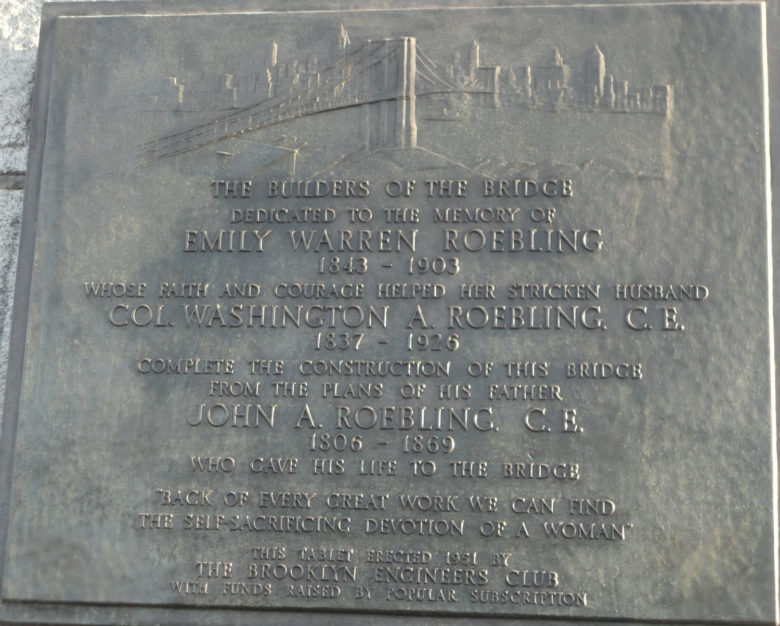 THE BUILDERS OF THE BRIDGE
DEDICATED TO THE MEMORY OF
EMILY WARREN ROEBLING
1843 - 1903
WHOSE FAITH AND COURAGE HELPED HER STRICKEN HUSBAND
COL. WASHINGTON A. ROEBLING, C.E.
1837 - 1926
COMPLETE THE CONSTRUCTION OF THIS BRIDGE
FROM THE PLANS OF HIS FATHER
JOHN A. ROEBLING, C.E.
1806 - 1869
WHO GAVE HIS LIFE TO THE BRIDGE
"BACK OF EVERY GREAT WORK WE CAN FIND
THE SELF-SACRIFICING DEVOTION OF A WOMAN"
THIS TABLET ERECTED 1951 BY
THE BROOKLYN ENGINEERS CLUB
WITH FUNDS RAISED BY POPULAR SUBSCRIPTION